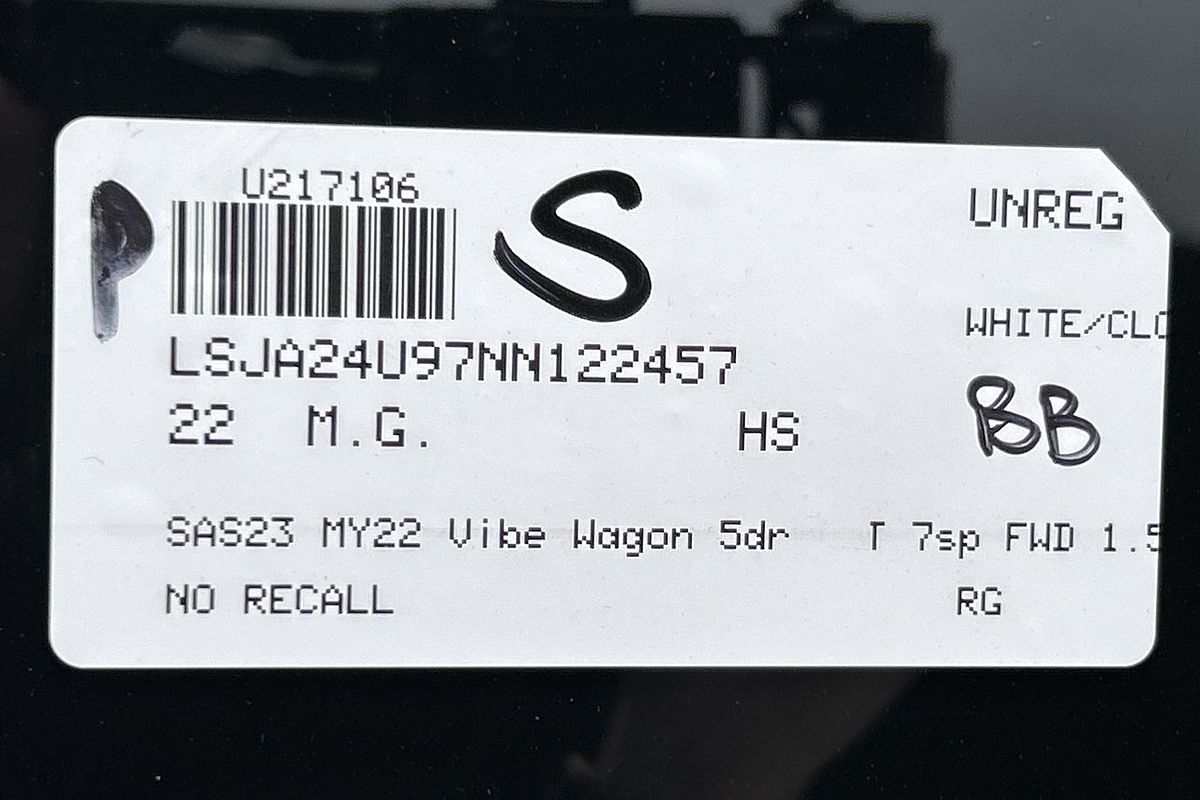 U217106
S
UNREG
P
WHITE/CLO
LSJA24U97NN122457
22 M.G. HS
BB
SAS23 MY22 Vibe Wagon 5dr T 7sp FWD 1.5
NO RECALL RG